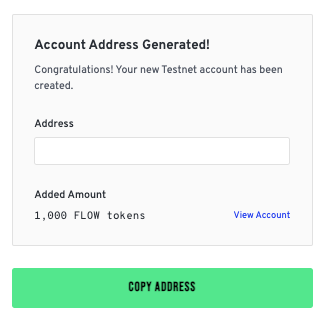 Account Address Generated!
Congratulations! Your new Testnet account has been
created.
Address
Added Amount
1,000 FLOW tokens View Account
COPY ADDRESS